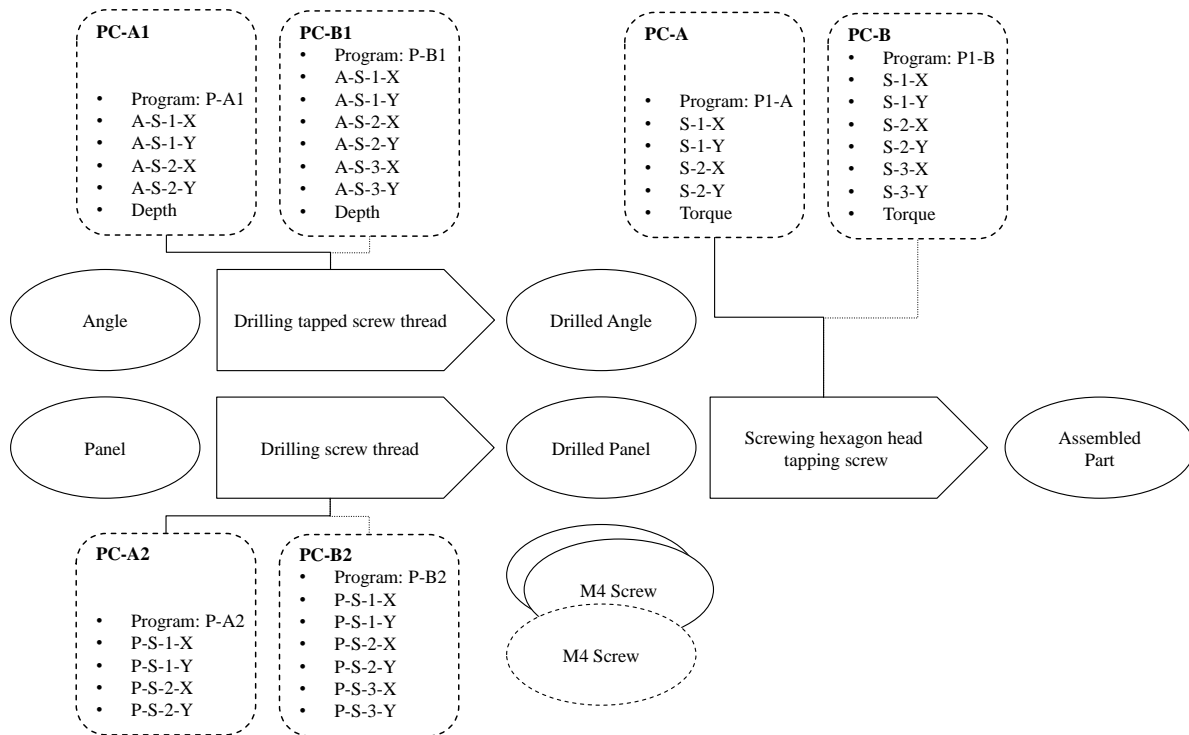 PC-A1
• Program: P-A1
• A-S-1-X
• A-S-1-Y
• A-S-2-X
• A-S-2-Y
• Depth
PC-B1
• Program: P-B1
• A-S-1-X
• A-S-1-Y
• A-S-2-X
• A-S-2-Y
• A-S-3-X
• A-S-3-Y
• Depth
PC-A
• Program: P1-A
• S-1-X
• S-1-Y
• S-2-X
• S-2-Y
• Torque
PC-B
• Program: P1-B
• S-1-X
• S-1-Y
• S-2-X
• S-2-Y
• S-3-X
• S-3-Y
• Torque
Angle
Drilling tapped screw thread
Drilled Angle
Panel
Drilling screw thread
Drilled Panel
Screwing hexagon head
tapping screw
Assembled
Part
PC-A2
• Program: P-A2
• P-S-1-X
• P-S-1-Y
• P-S-2-X
• P-S-2-Y
PC-B2
• Program: P-B2
• P-S-1-X
• P-S-1-Y
• P-S-2-X
• P-S-2-Y
• P-S-3-X
• P-S-3-Y
M4 Screw
M4 Screw